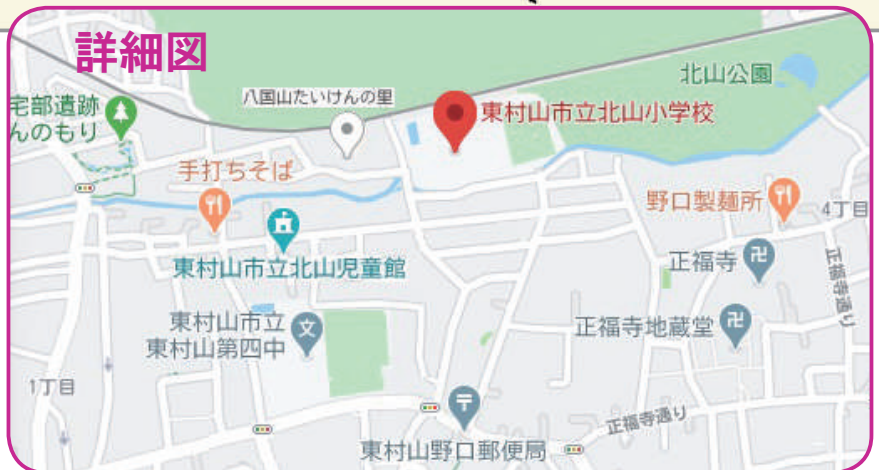 詳細図
北山公園
八国山たいけんの里
東村山市立北山小学校
宅部遺跡
んのもり
手打ちそば
野口製麺所
4丁目
東村山市立北山児童館
正福寺
正福寺通り
東村山市立
東村山第四中
正福寺地蔵堂
1丁目
正福寺通り
東村山野口郵便局